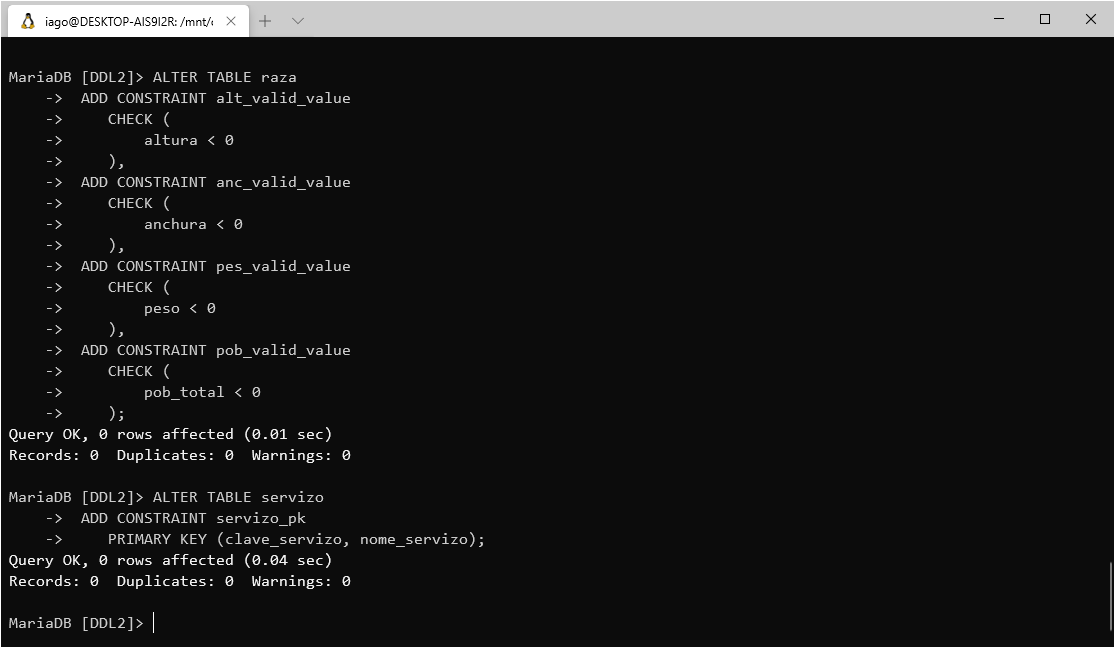 iago@DESKTOP-AIS9I2R: /mnt/c
MariaDB [DDL2]> ALTER TABLE raza
    ->  ADD CONSTRAINT alt_valid_value
    ->     CHECK (
    ->         altura < 0
    ->     ),
    ->  ADD CONSTRAINT anc_valid_value
    ->     CHECK (
    ->         anchura < 0
    ->     ),
    ->  ADD CONSTRAINT pes_valid_value
    ->     CHECK (
    ->         peso < 0
    ->     ),
    ->  ADD CONSTRAINT pob_valid_value
    ->     CHECK (
    ->         pob_total < 0
    ->     );
Query OK, 0 rows affected (0.01 sec)
Records: 0  Duplicates: 0  Warnings: 0
MariaDB [DDL2]> ALTER TABLE servizo
    ->  ADD CONSTRAINT servizo_pk
    ->     PRIMARY KEY (clave_servizo, nome_servizo);
Query OK, 0 rows affected (0.04 sec)
Records: 0  Duplicates: 0  Warnings: 0
MariaDB [DDL2]>